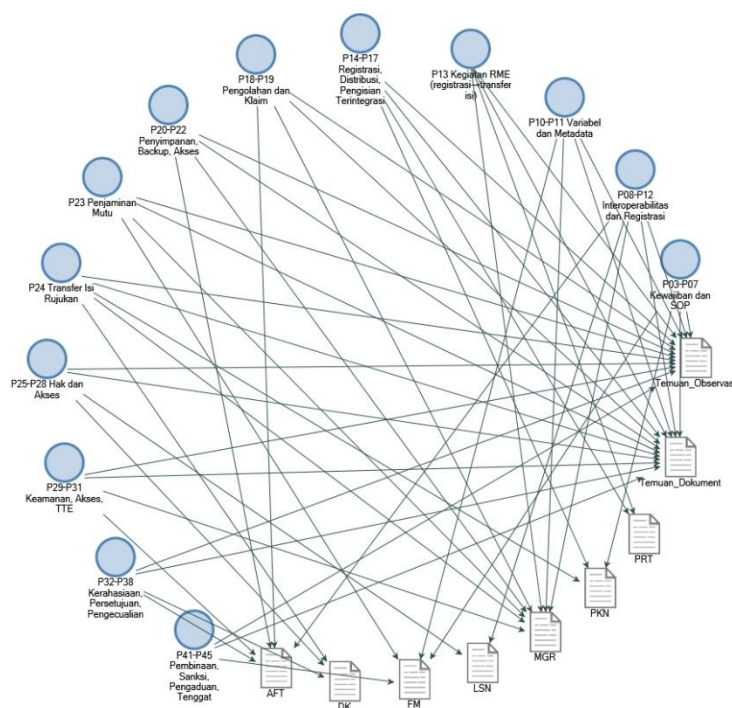 P14-P17
Registrasi,
Distribusi,
Pengisian
Terintegrasi
P18-P19
Pengolahan dan
Klaim
P13 Kegiatan RME
(registrasi→transfer
isi)
P20-P22
Penyimpanan,
Backup, Akses
P10-P11 Variabel
dan Metadata
P23 Penjaminan
Mutu
P08-P12
Interoperabilitas
dan Registrasi
P24 Transfer Isi
Rujukan
P03-P07
Kewajiban dan
SOP
P25-P28 Hak dan
Akses
Temuan_Observas
P29-P31
Keamanan, Akses,
TTE
Temuan_Dokument
P32-P38
Kerahasiaan,
Persetujuan,
Pengecualian
PRT
PKN
P41-P45
Pembinaan,
Sanksi,
Pengaduan,
Tenggat
MGR
LSN
AFT
DK
FM